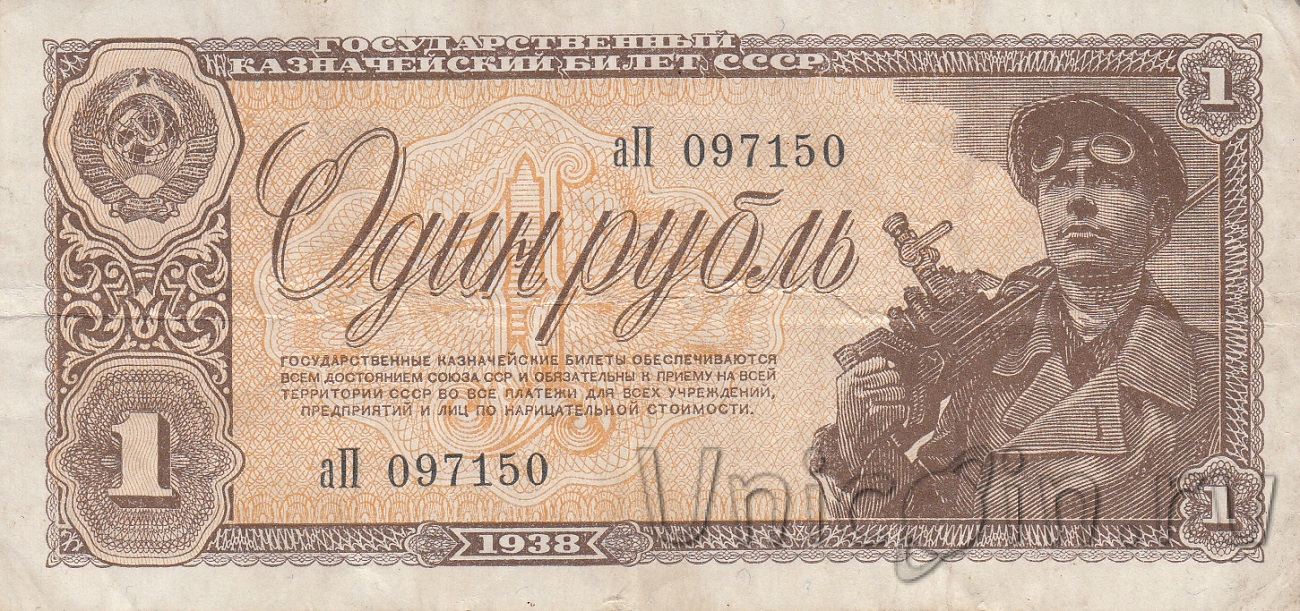 ГОСУДАРСТВЕННЫЙ
КАЗНАЧЕЙСКИЙ БИЛЕТ СССР
1
аП 097150
Один рубль
ГОСУДАРСТВЕННЫЕ КАЗНАЧЕЙСКИЕ БИЛЕТЫ ОБЕСПЕЧИВАЮТСЯ
ВСЕМ ДОСТОЯНИЕМ СОЮЗА ССР И ОБЯЗАТЕЛЬНЫ К ПРИЕМУ НА ВСЕЙ
ТЕРРИТОРИИ СССР ВО ВСЕ ПЛАТЕЖИ ДЛЯ ВСЕХ УЧРЕЖДЕНИЙ,
ПРЕДПРИЯТИЙ И ЛИЦ ПО НАРИЦАТЕЛЬНОЙ СТОИМОСТИ.
1
аП 097150
1
1938
UnicCoin.ru